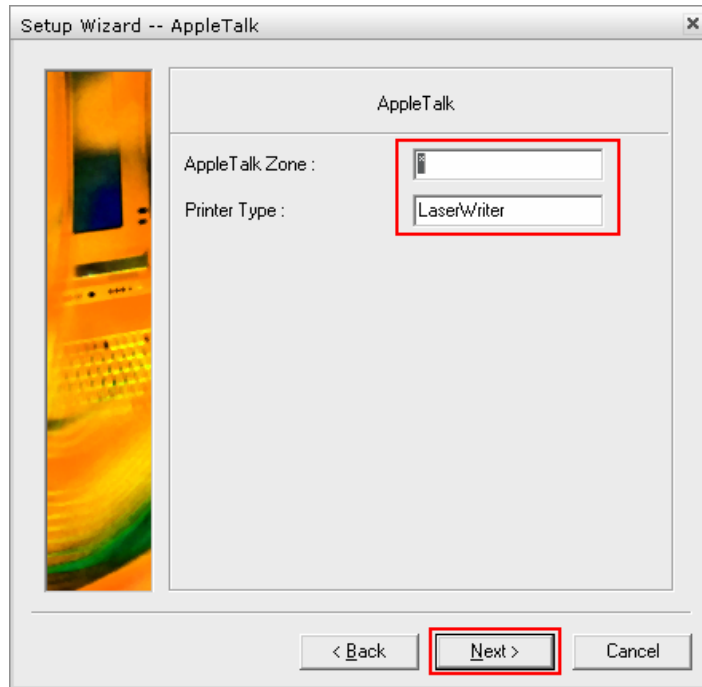 Setup Wizard -- AppleTalk
AppleTalk
AppleTalk Zone :
*
Printer Type :
LaserWriter
< Back
Next >
Cancel